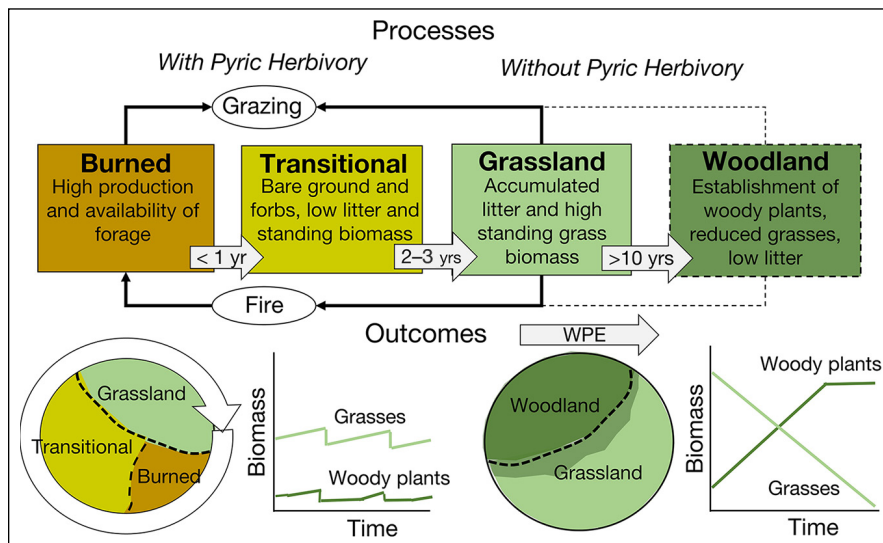 Processes
With Pyric Herbivory
Without Pyric Herbivory
Grazing
Burned
High production
and availability of
forage
Transitional
Bare ground and
forbs, low litter and
standing biomass
Grassland
Accumulated
litter and high
standing grass
biomass
Woodland
Establishment of
woody plants,
reduced grasses,
low litter
< 1 yr
2–3 yrs
>10 yrs
Fire
Outcomes
WPE
Grassland
Transitional
Burned
Biomass
Grasses
Woody plants
Time
Woodland
Grassland
Biomass
Woody plants
Grasses
Time